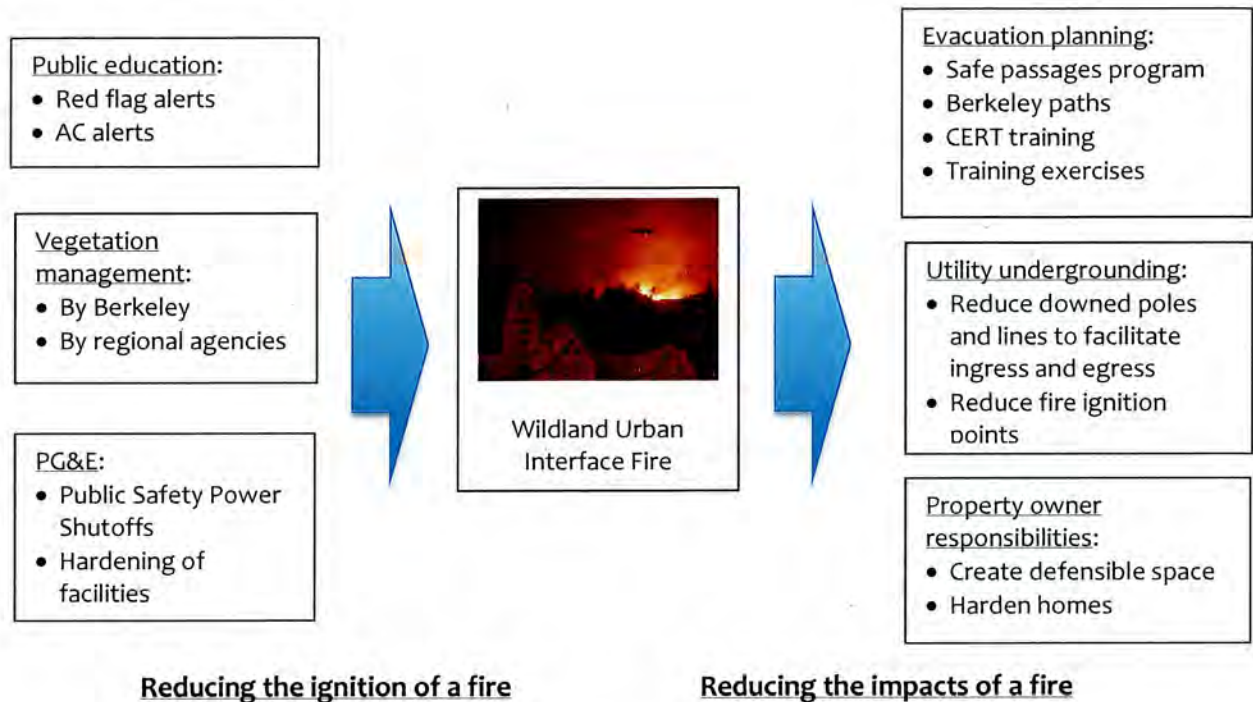 Public education:
• Red flag alerts
• AC alerts
Vegetation
management:
• By Berkeley
• By regional agencies
PG&E:
• Public Safety Power
Shutoffs
• Hardening of
facilities
Wildland Urban
Interface Fire
Evacuation planning:
• Safe passages program
• Berkeley paths
• CERT training
• Training exercises
Utility undergrounding:
• Reduce downed poles
and lines to facilitate
ingress and egress
• Reduce fire ignition
points
Property owner
responsibilities:
• Create defensible space
• Harden homes
Reducing the ignition of a fire
Reducing the impacts of a fire